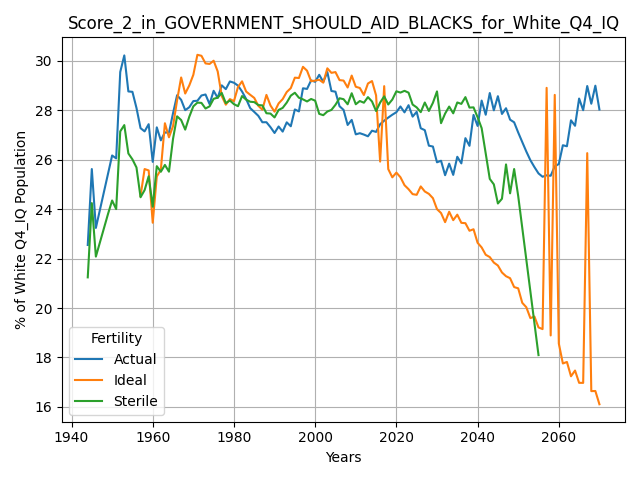 Score_2_in_GOVERNMENT_SHOULD_AID_BLACKS_for_White_Q4_IQ
% of White Q4_IQ Population
30
28
26
24
22
20
18
16
Fertility
Actual
Ideal
Sterile
1940
1960
1980
2000
2020
2040
2060
Years